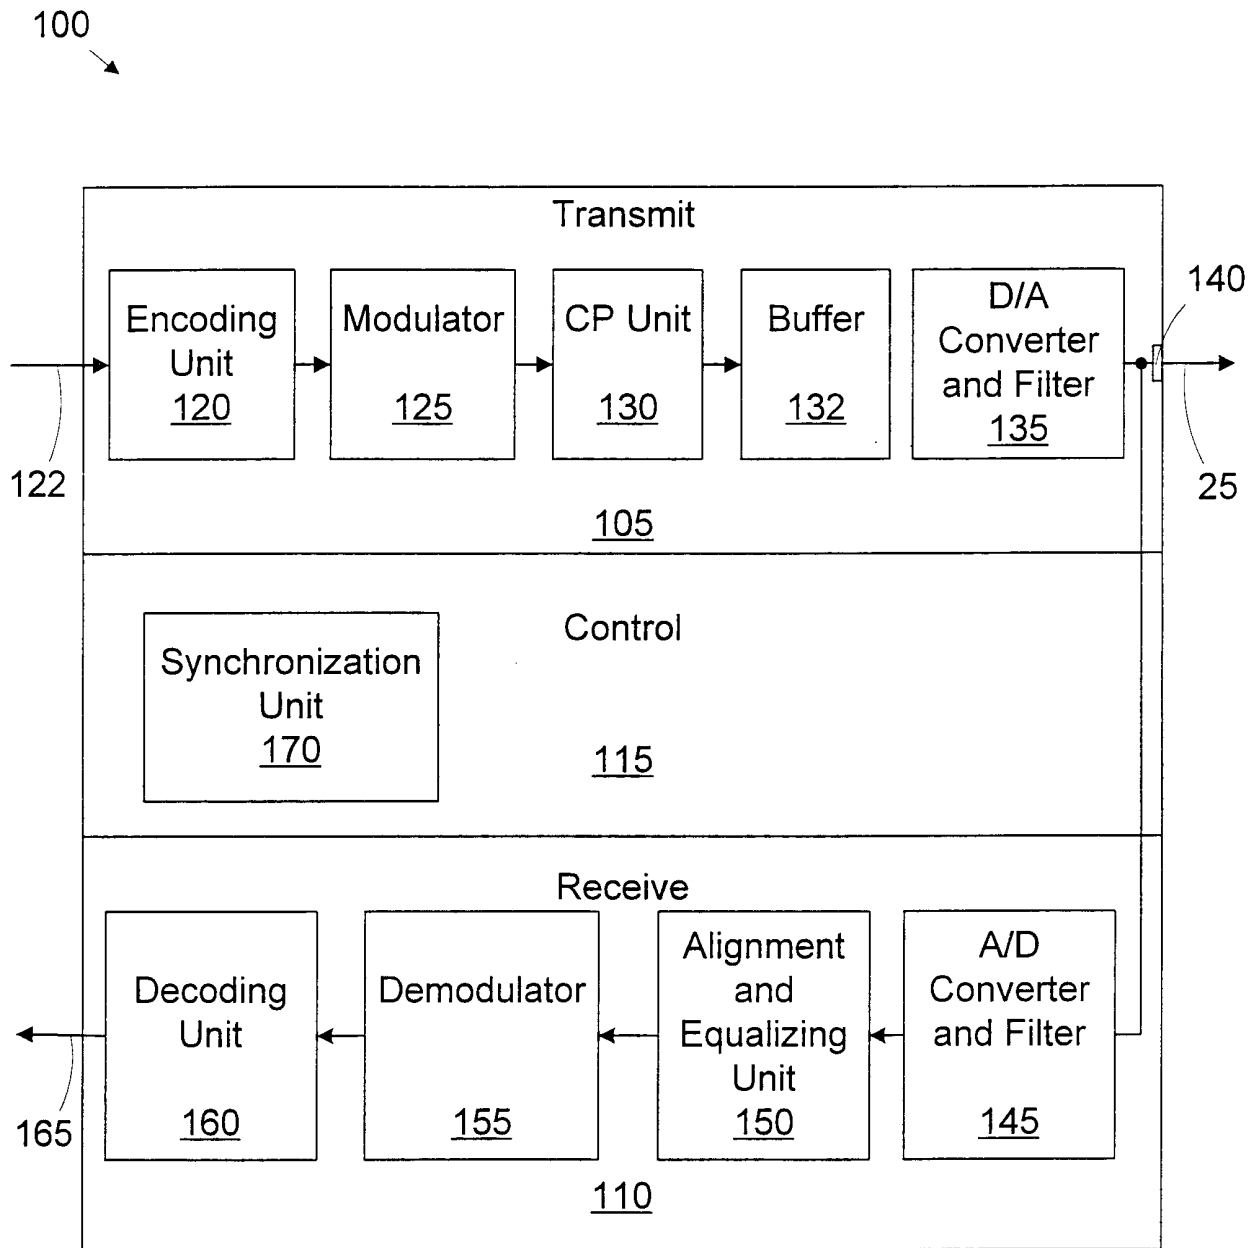 100
Transmit
Encoding
Unit
120
Modulator
125
CP Unit
130
Buffer
132
D/A
Converter
and Filter
135
140
122
25
105
Control
Synchronization
Unit
170
115
Receive
Decoding
Unit
160
Demodulator
155
Alignment
and
Equalizing
Unit
150
A/D
Converter
and Filter
145
165
110